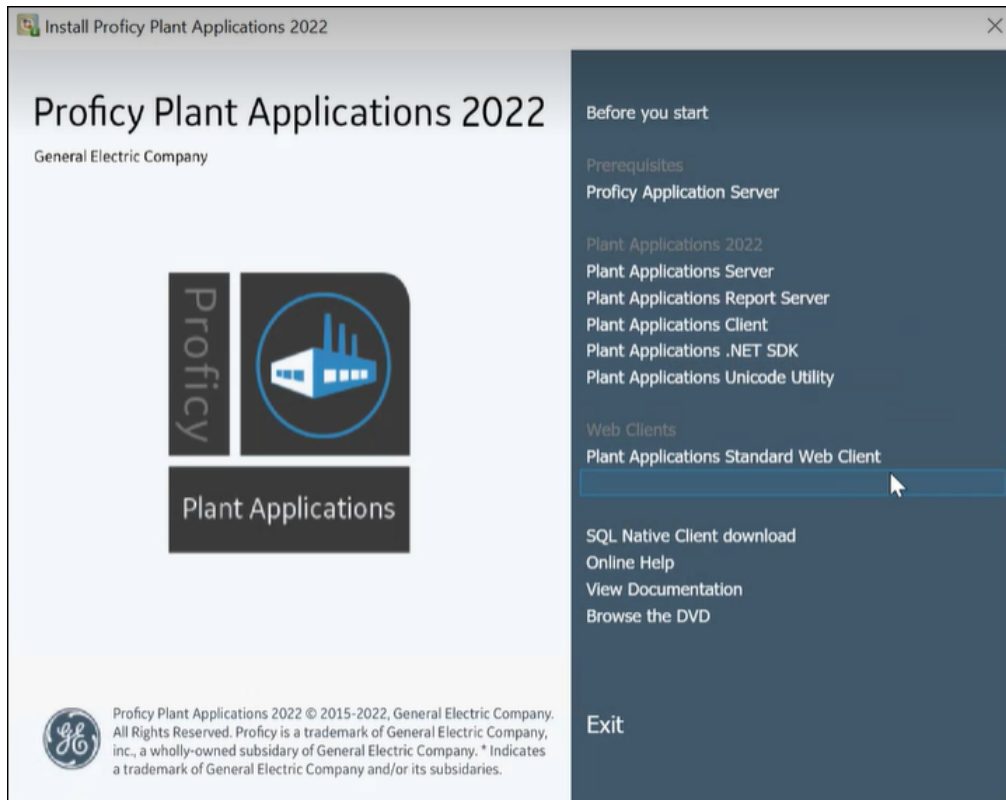 Install Proficy Plant Applications 2022
Proficy Plant Applications 2022
General Electric Company
Proficy
Plant Applications
GE
Proficy Plant Applications 2022 © 2015-2022, General Electric Company.
All Rights Reserved. Proficy is a trademark of General Electric Company,
inc., a wholly-owned subsidary of General Electric Company. * Indicates
a trademark of General Electric Company and/or its subsidaries.
Before you start
Prerequisites
Proficy Application Server
Plant Applications 2022
Plant Applications Server
Plant Applications Report Server
Plant Applications Client
Plant Applications .NET SDK
Plant Applications Unicode Utility
Web Clients
Plant Applications Standard Web Client
SQL Native Client download
Online Help
View Documentation
Browse the DVD
Exit